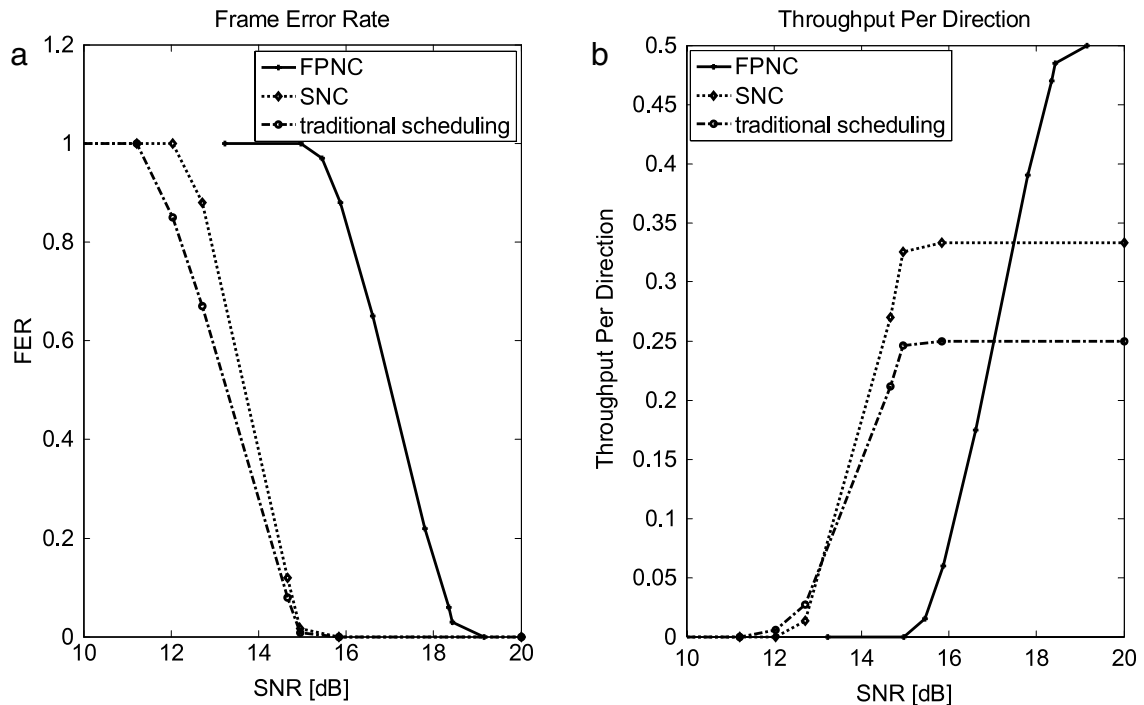 a
Frame Error Rate
1.2
1
0.8
0.6
0.4
0.2
0
FER
FPNC
SNC
traditional scheduling
10 12 14 16 18 20
SNR [dB]
b
Throughput Per Direction
0.5
0.45
0.4
0.35
0.3
0.25
0.2
0.15
0.1
0.05
0
Throughput Per Direction
FPNC
SNC
traditional scheduling
10 12 14 16 18 20
SNR [dB]